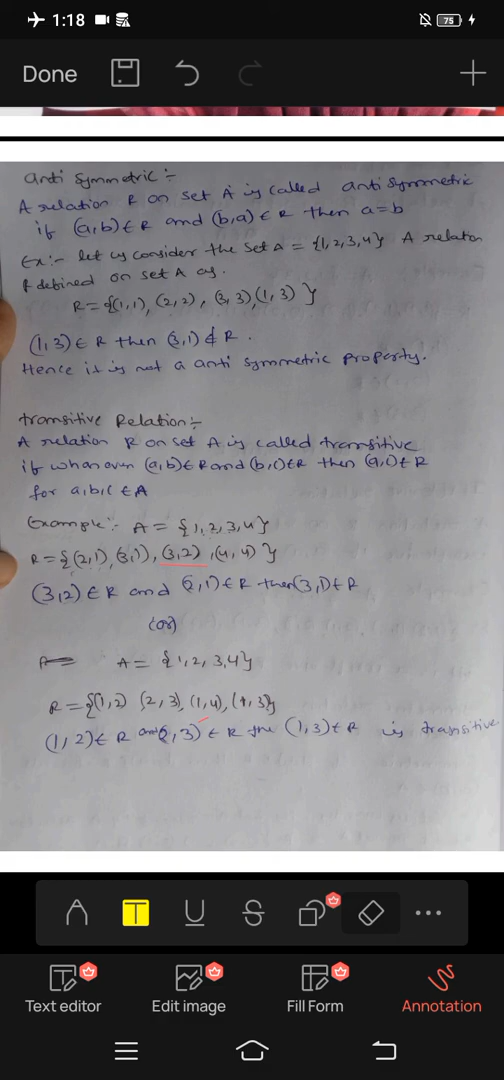 1:18
75
Done
Anti Symmetric :-
A relation R on set A is called anti symmetric
if (a,b) ∈ R and (b,a) ∈ R then a=b
Ex:- let us consider the set A = {1,2,3,4} A relation
R defined on set A as.
R = {(1,1), (2,2), (3,3) (1,3)}
(1,3) ∈ R then (3,1) ∉ R.
Hence it is not a anti symmetric property.
transitive Relation:-
A relation R on set A is called transitive
if whenever (a,b) ∈ R and (b,c) ∈ R then (a,c) ∈ R
for a,b,c ∈ A
Example:- A = {1,2,3,4}
R = {(2,1), (3,1), (3,2), (4,4)}
(3,2) ∈ R and (2,1) ∈ R then (3,1) ∈ R
(or)
A = {1,2,3,4}
R = {(1,2) (2,3), (1,4), (4,3)}
(1,2) ∈ R and (2,3) ∈ R the (1,3) ∈ R is transitive
T
U
S
Text editor
Edit image
Fill Form
Annotation